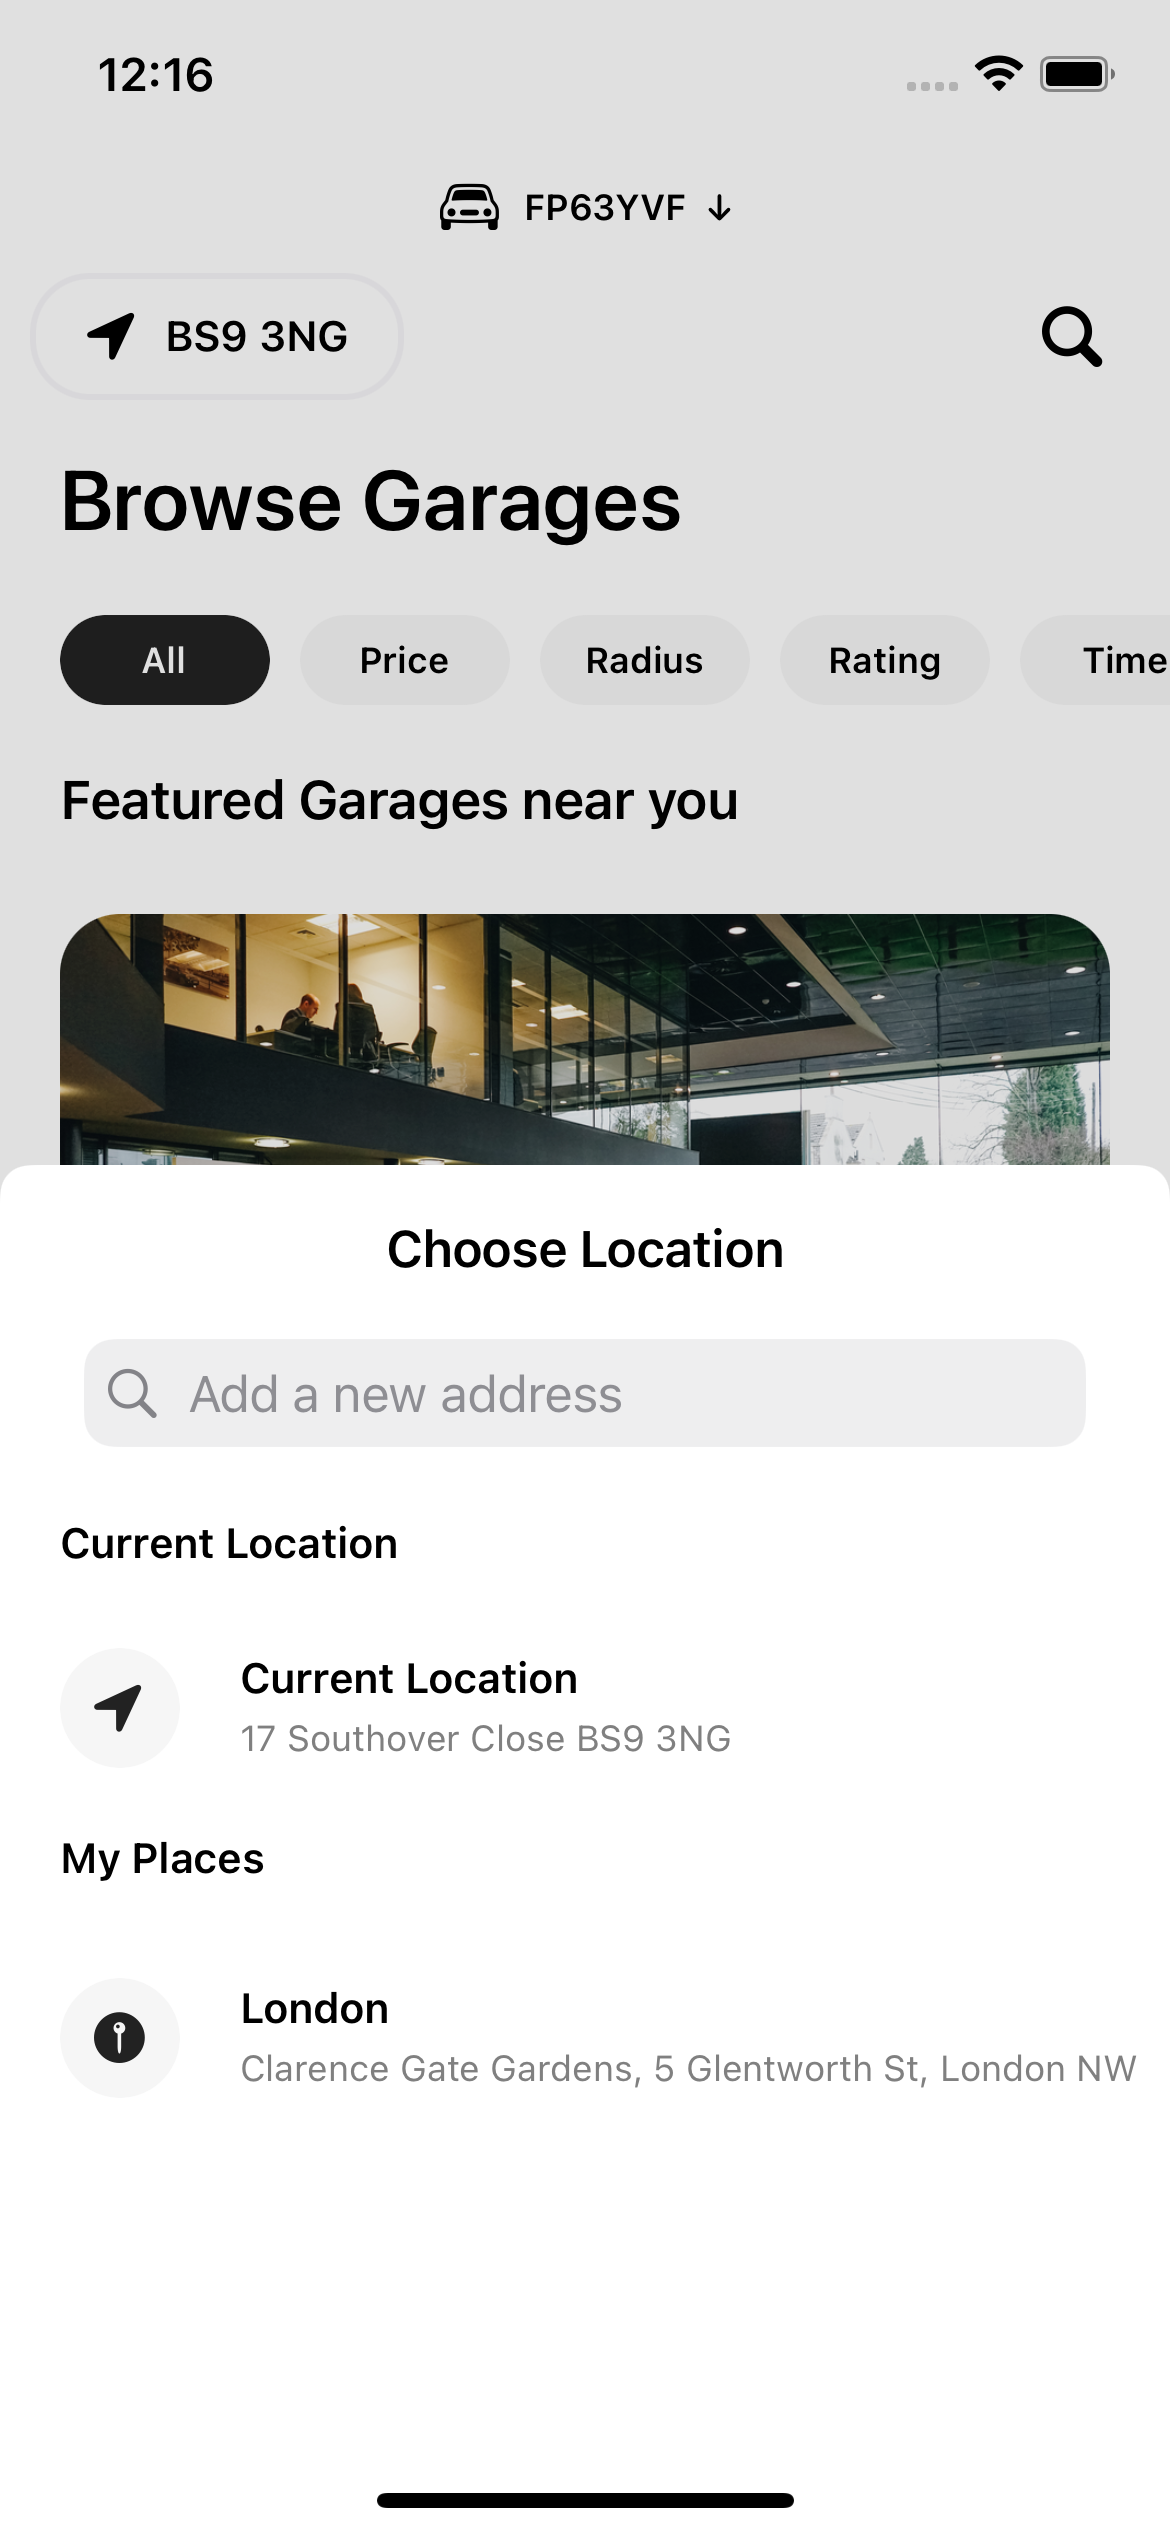 12:16
FP63YVF ↓
BS9 3NG
Browse Garages
All Price Radius Rating Time
Featured Garages near you
Choose Location
Add a new address
Current Location
Current Location
17 Southover Close BS9 3NG
My Places
London
Clarence Gate Gardens, 5 Glentworth St, London NW